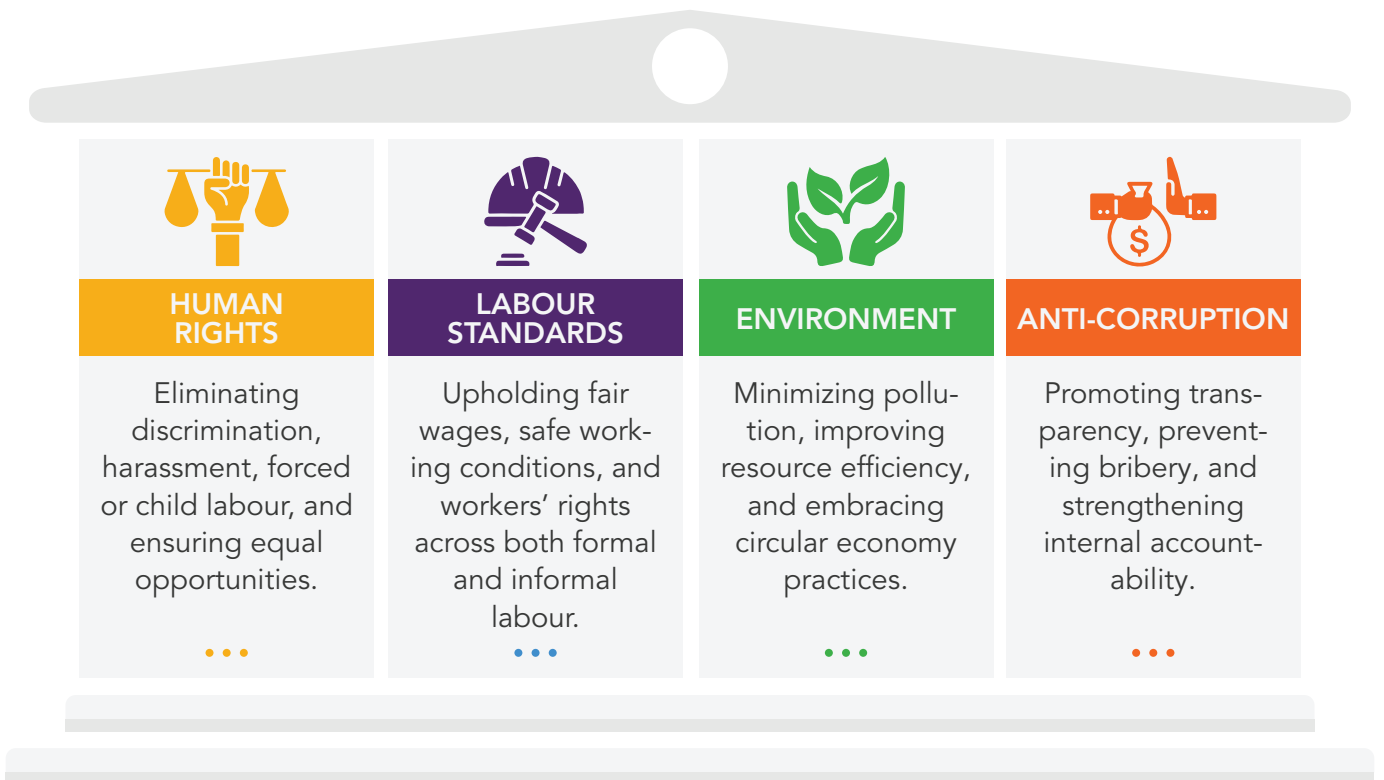 HUMAN
RIGHTS
Eliminating
discrimination,
harassment, forced
or child labour, and
ensuring equal
opportunities.
LABOUR
STANDARDS
Upholding fair
wages, safe work-
ing conditions, and
workers’ rights
across both formal
and informal
labour.
ENVIRONMENT
Minimizing pollu-
tion, improving
resource efficiency,
and embracing
circular economy
practices.
$
ANTI-CORRUPTION
Promoting trans-
parency, prevent-
ing bribery, and
strengthening
internal account-
ability.